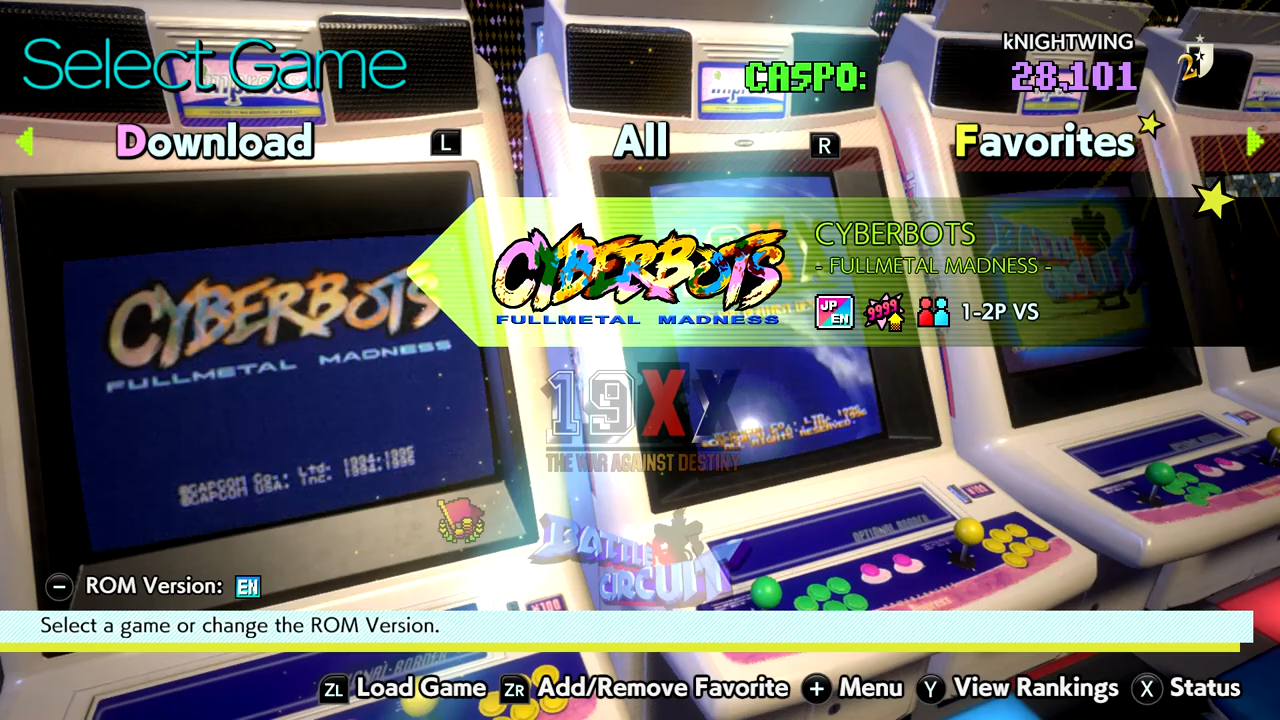 Select Game
CASPO:
kNIGHTWING
28,101
2
Download
L
All
R
Favorites
CYBERBOTS
FULLMETAL MADNESS
CYBERBOTS
- FULLMETAL MADNESS -
JP
EN
9999
1-2P VS
CYBERBOTS
FULLMETAL MADNESS
©CAPCOM Co., Ltd. 1994,1995
©CAPCOM USA, Inc. 1994,1995
19XX
THE WAR AGAINST DESTINY
BATTLE
CIRCUIT
ROM Version: EN
Select a game or change the ROM Version.
ZL Load Game
ZR Add/Remove Favorite
+ Menu
Y View Rankings
X Status